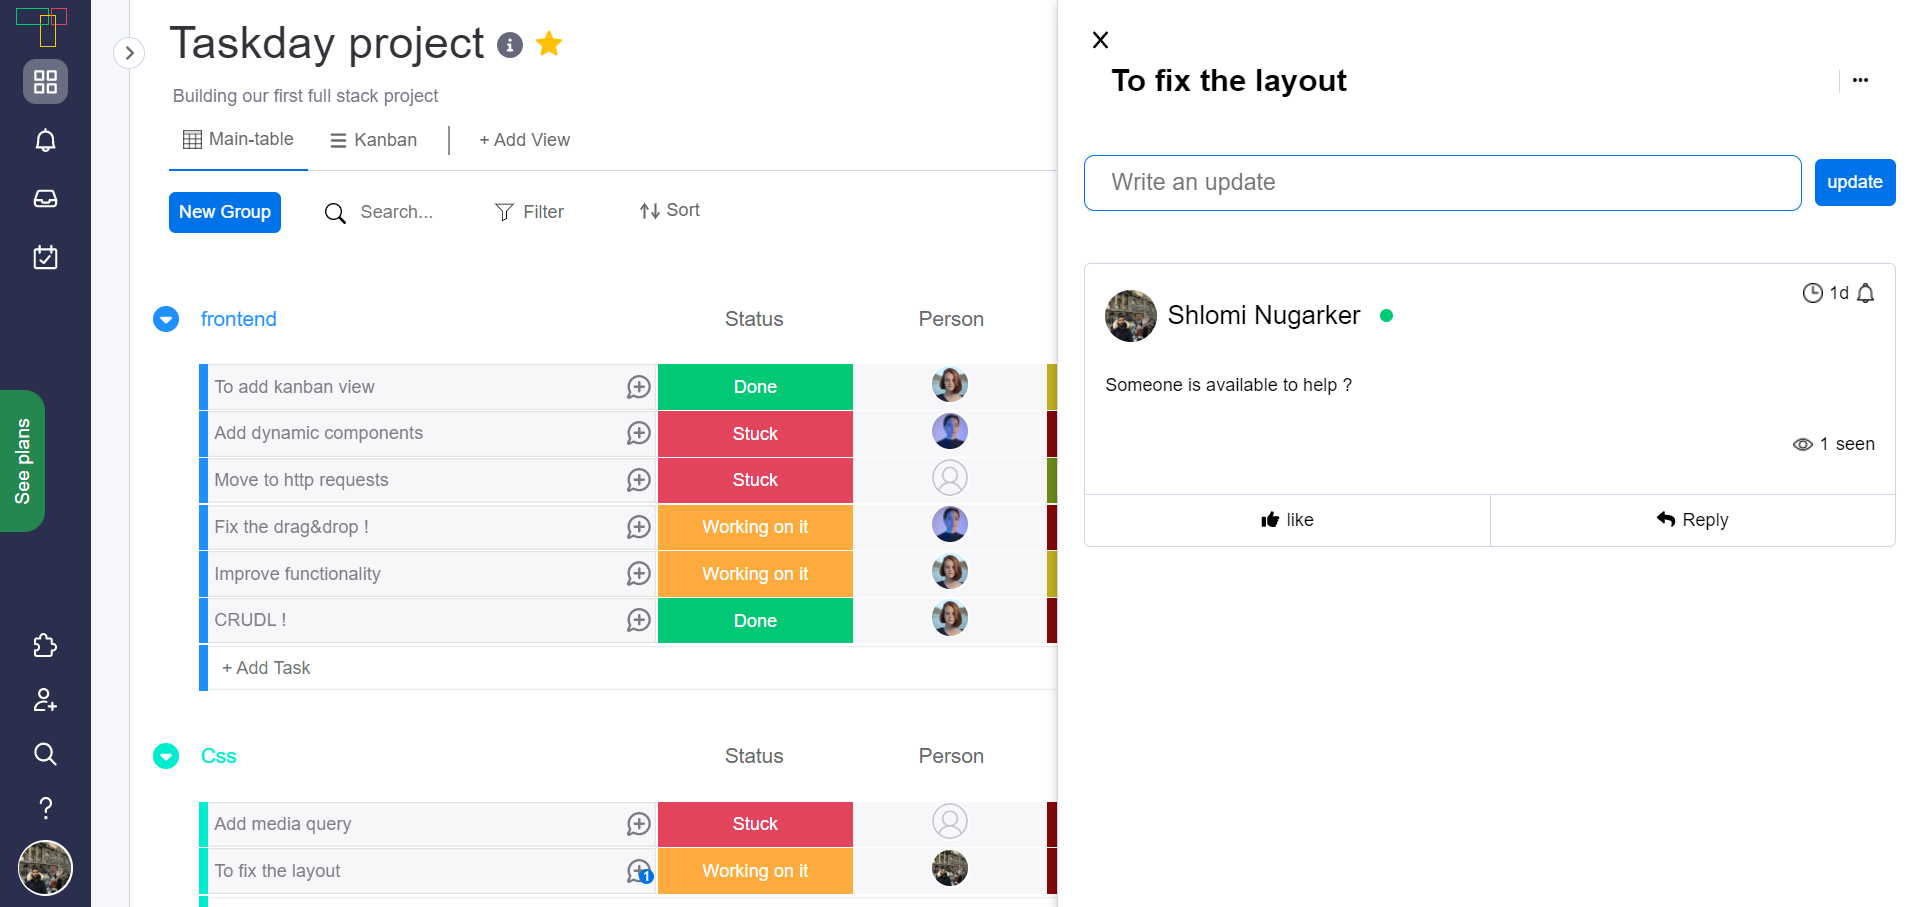 Taskday project
Building our first full stack project
Main-table
Kanban
+ Add View
New Group
Search...
Filter
Sort
See plans
frontend
Status
Person
To add kanban view
Done
Add dynamic components
Stuck
Move to http requests
Stuck
Fix the drag&drop !
Working on it
Improve functionality
Working on it
CRUDL !
Done
+ Add Task
Css
Status
Person
Add media query
Stuck
To fix the layout
1
Working on it
To fix the layout
Write an update
update
Shlomi Nugarker
1d
Someone is available to help ?
1 seen
like
Reply